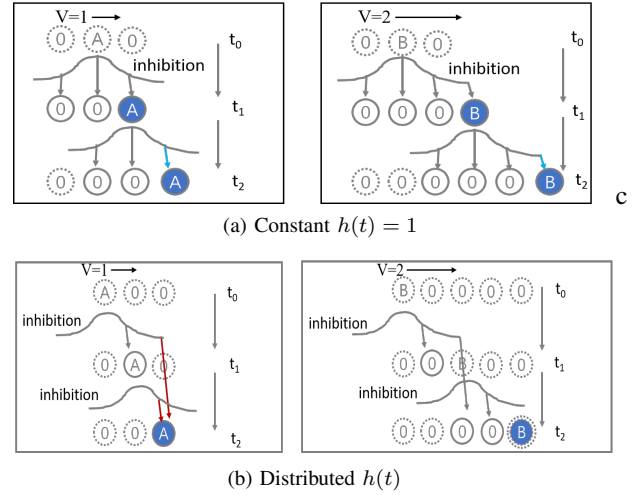 V=1
0 A 0 t0
inhibition
0 0 A t1
0 0 0 A t2
V=2
0 B 0 t0
inhibition
0 0 0 B t1
0 0 0 0 0 B t2
c
(a) Constant h(t) = 1
V=1
A 0 0 t0
inhibition
0 A 0 t1
inhibition
0 0 A t2
V=2
B 0 0 0 0 t0
inhibition
0 0 B 0 0 t1
inhibition
0 0 0 0 B t2
(b) Distributed h(t)